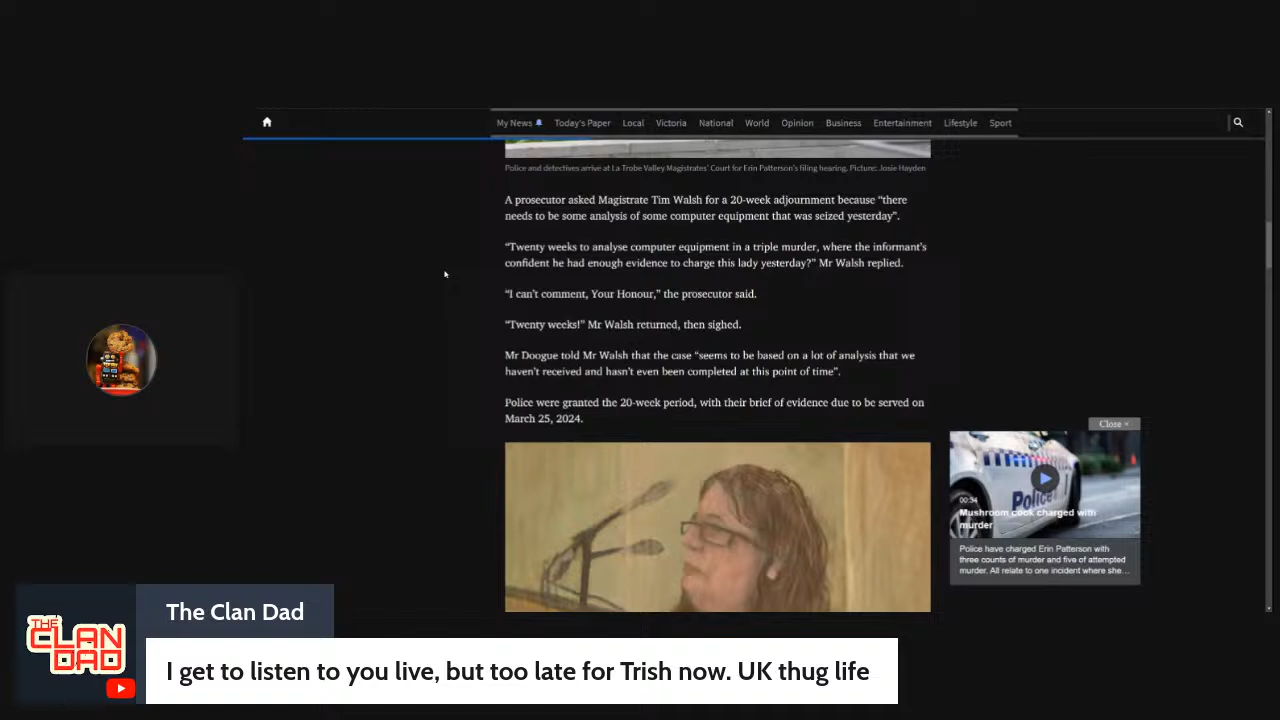 My News
Today's Paper
Local
Victoria
National
World
Opinion
Business
Entertainment
Lifestyle
Sport
Police and detectives arrive at La Trobe Valley Magistrates' Court for Erin Patterson's filing hearing. Picture: Josie Hayden
A prosecutor asked Magistrate Tim Walsh for a 20-week adjournment because “there
needs to be some analysis of some computer equipment that was seized yesterday”.
“Twenty weeks to analyse computer equipment in a triple murder, where the informant’s
confident he had enough evidence to charge this lady yesterday?” Mr Walsh replied.
“I can’t comment, Your Honour,” the prosecutor said.
“Twenty weeks!” Mr Walsh returned, then sighed.
Mr Doogue told Mr Walsh that the case “seems to be based on a lot of analysis that we
haven’t received and hasn’t even been completed at this point of time”.
Police were granted the 20-week period, with their brief of evidence due to be served on
March 25, 2024.
Close ×
Police
00:34
Mushroom cook charged with
murder
Police have charged Erin Patterson with
three counts of murder and five of attempted
murder. All relate to one incident where she...
THE
CLAN
DAD
The Clan Dad
I get to listen to you live, but too late for Trish now. UK thug life